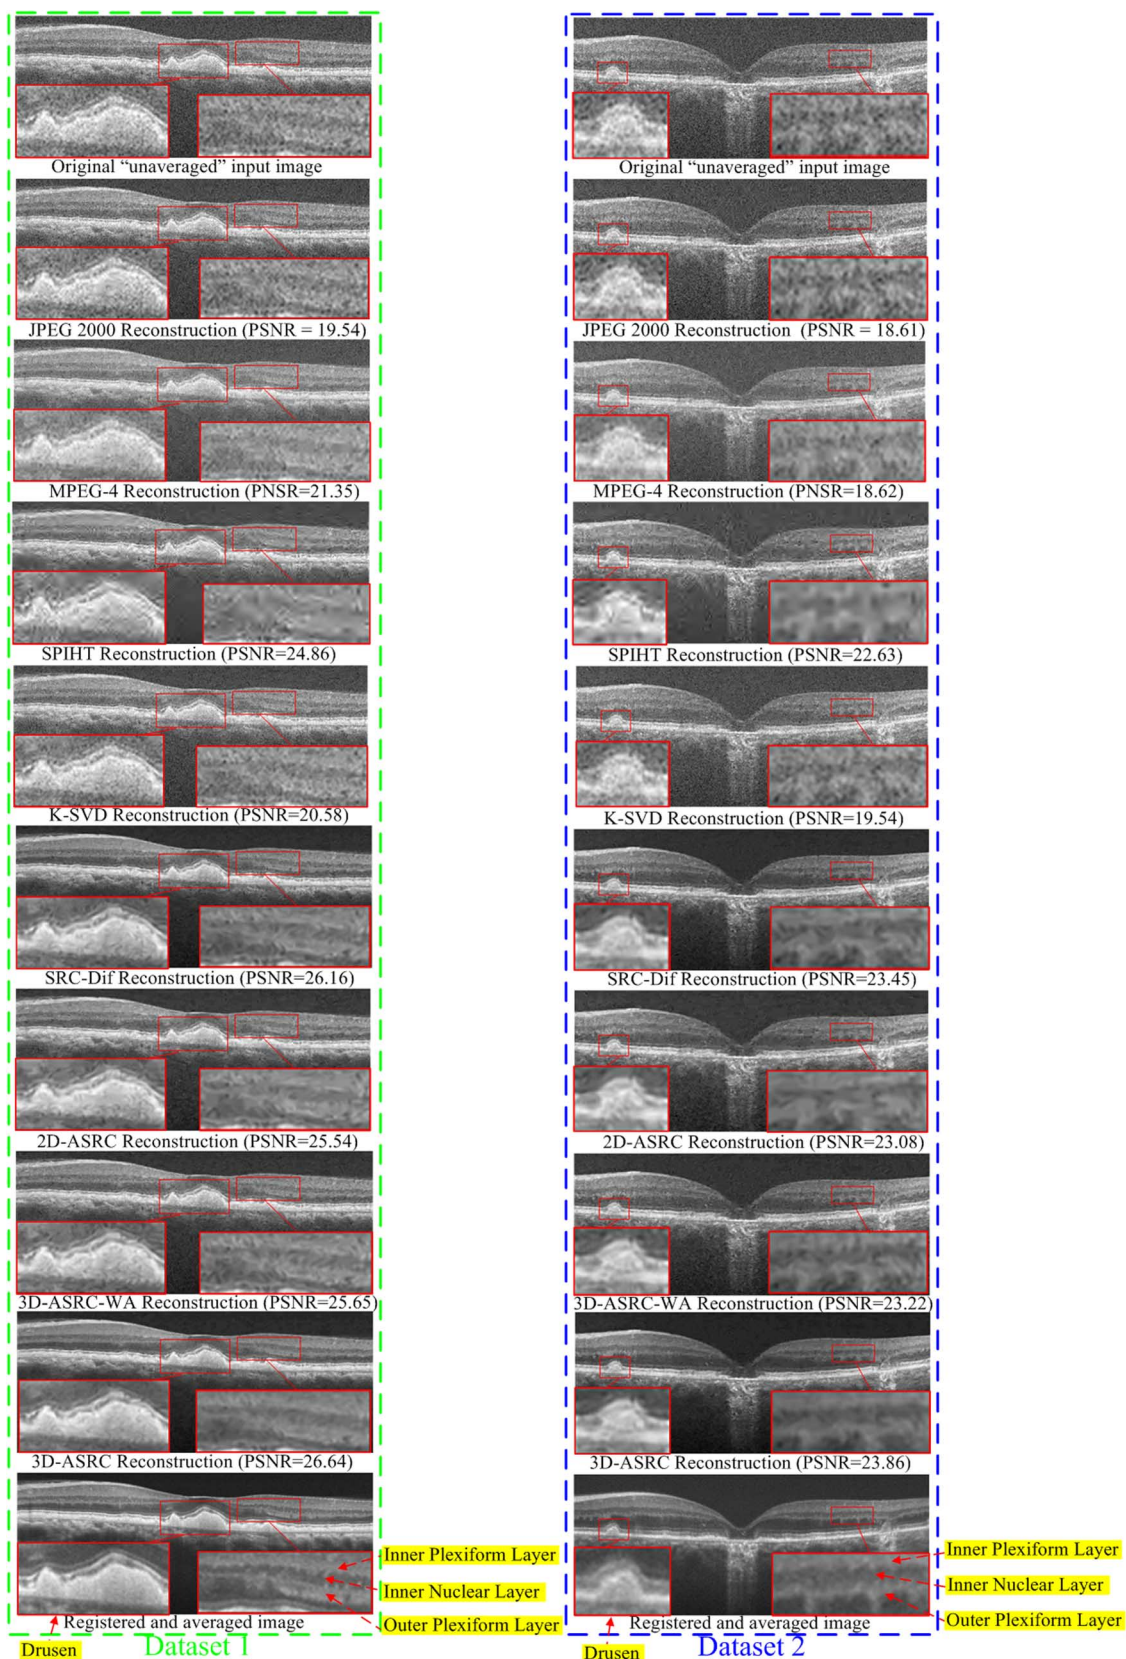 Original “unaveraged” input image
JPEG 2000 Reconstruction (PSNR = 19.54)
MPEG-4 Reconstruction (PNSR=21.35)
SPIHT Reconstruction (PSNR=24.86)
K-SVD Reconstruction (PSNR=20.58)
SRC-Dif Reconstruction (PSNR=26.16)
2D-ASRC Reconstruction (PSNR=25.54)
3D-ASRC-WA Reconstruction (PSNR=25.65)
3D-ASRC Reconstruction (PSNR=26.64)
Inner Plexiform Layer
Inner Nuclear Layer
Outer Plexiform Layer
Registered and averaged image
Drusen
Dataset 1
Original “unaveraged” input image
JPEG 2000 Reconstruction (PSNR = 18.61)
MPEG-4 Reconstruction (PNSR=18.62)
SPIHT Reconstruction (PSNR=22.63)
K-SVD Reconstruction (PSNR=19.54)
SRC-Dif Reconstruction (PSNR=23.45)
2D-ASRC Reconstruction (PSNR=23.08)
3D-ASRC-WA Reconstruction (PSNR=23.22)
3D-ASRC Reconstruction (PSNR=23.86)
Inner Plexiform Layer
Inner Nuclear Layer
Outer Plexiform Layer
Registered and averaged image
Drusen
Dataset 2